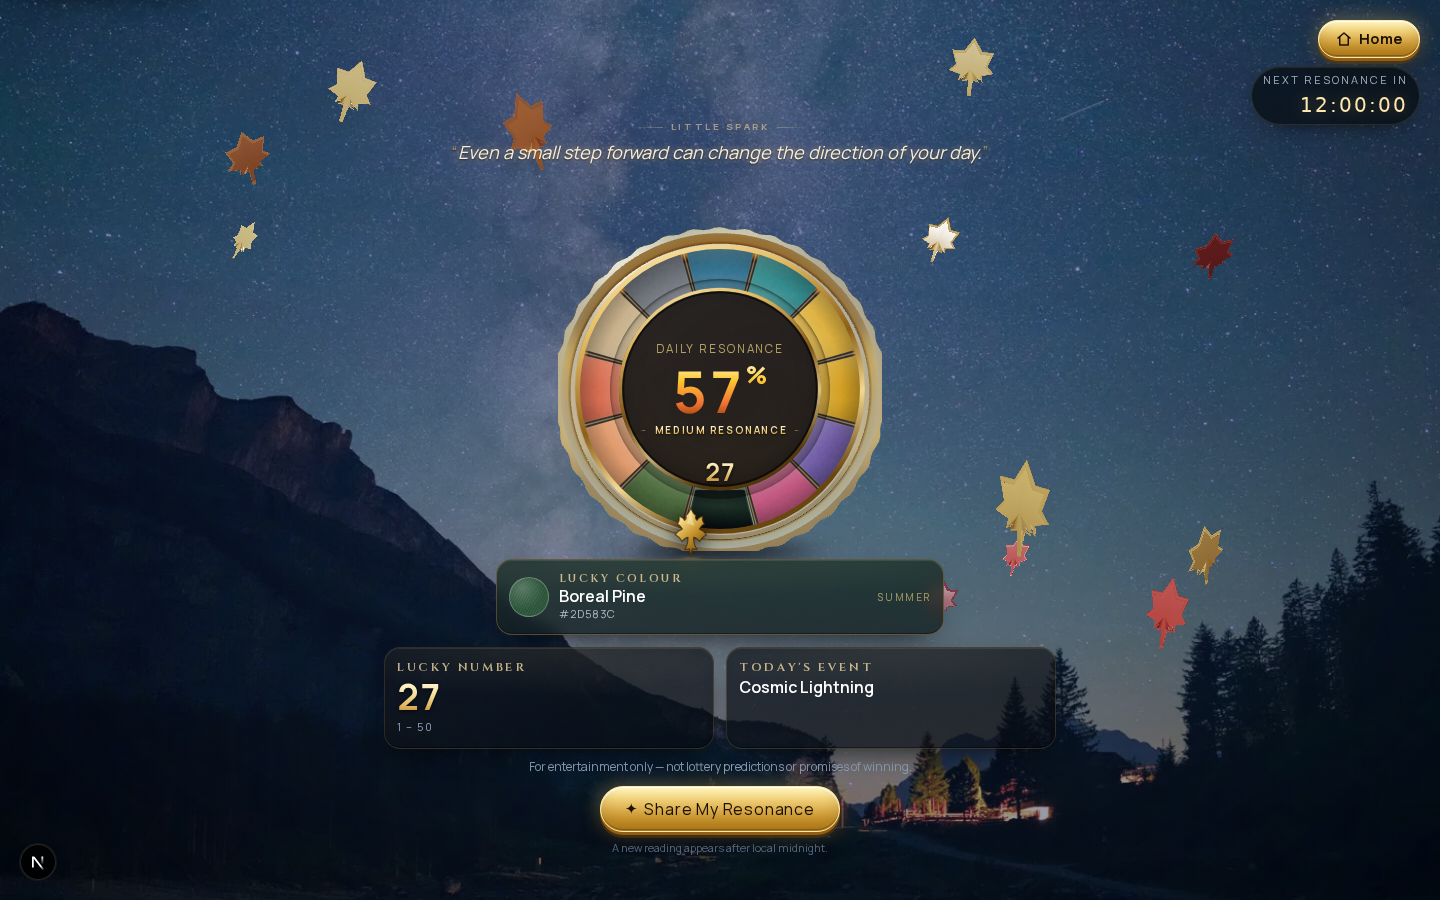 Home
NEXT RESONANCE IN
12:00:00
LITTLE SPARK
“Even a small step forward can change the direction of your day.”
DAILY RESONANCE
57%
- MEDIUM RESONANCE -
27
LUCKY COLOUR
Boreal Pine
#2D583C
SUMMER
LUCKY NUMBER
27
1 – 50
TODAY'S EVENT
Cosmic Lightning
For entertainment only — not lottery predictions or promises of winning.
✦ Share My Resonance
A new reading appears after local midnight.
N